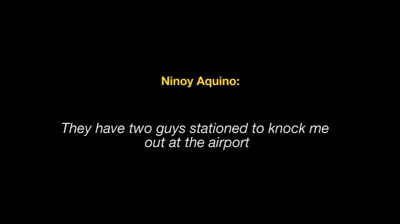 Ninoy Aquino:
They have two guys stationed to knock me
out at the airport